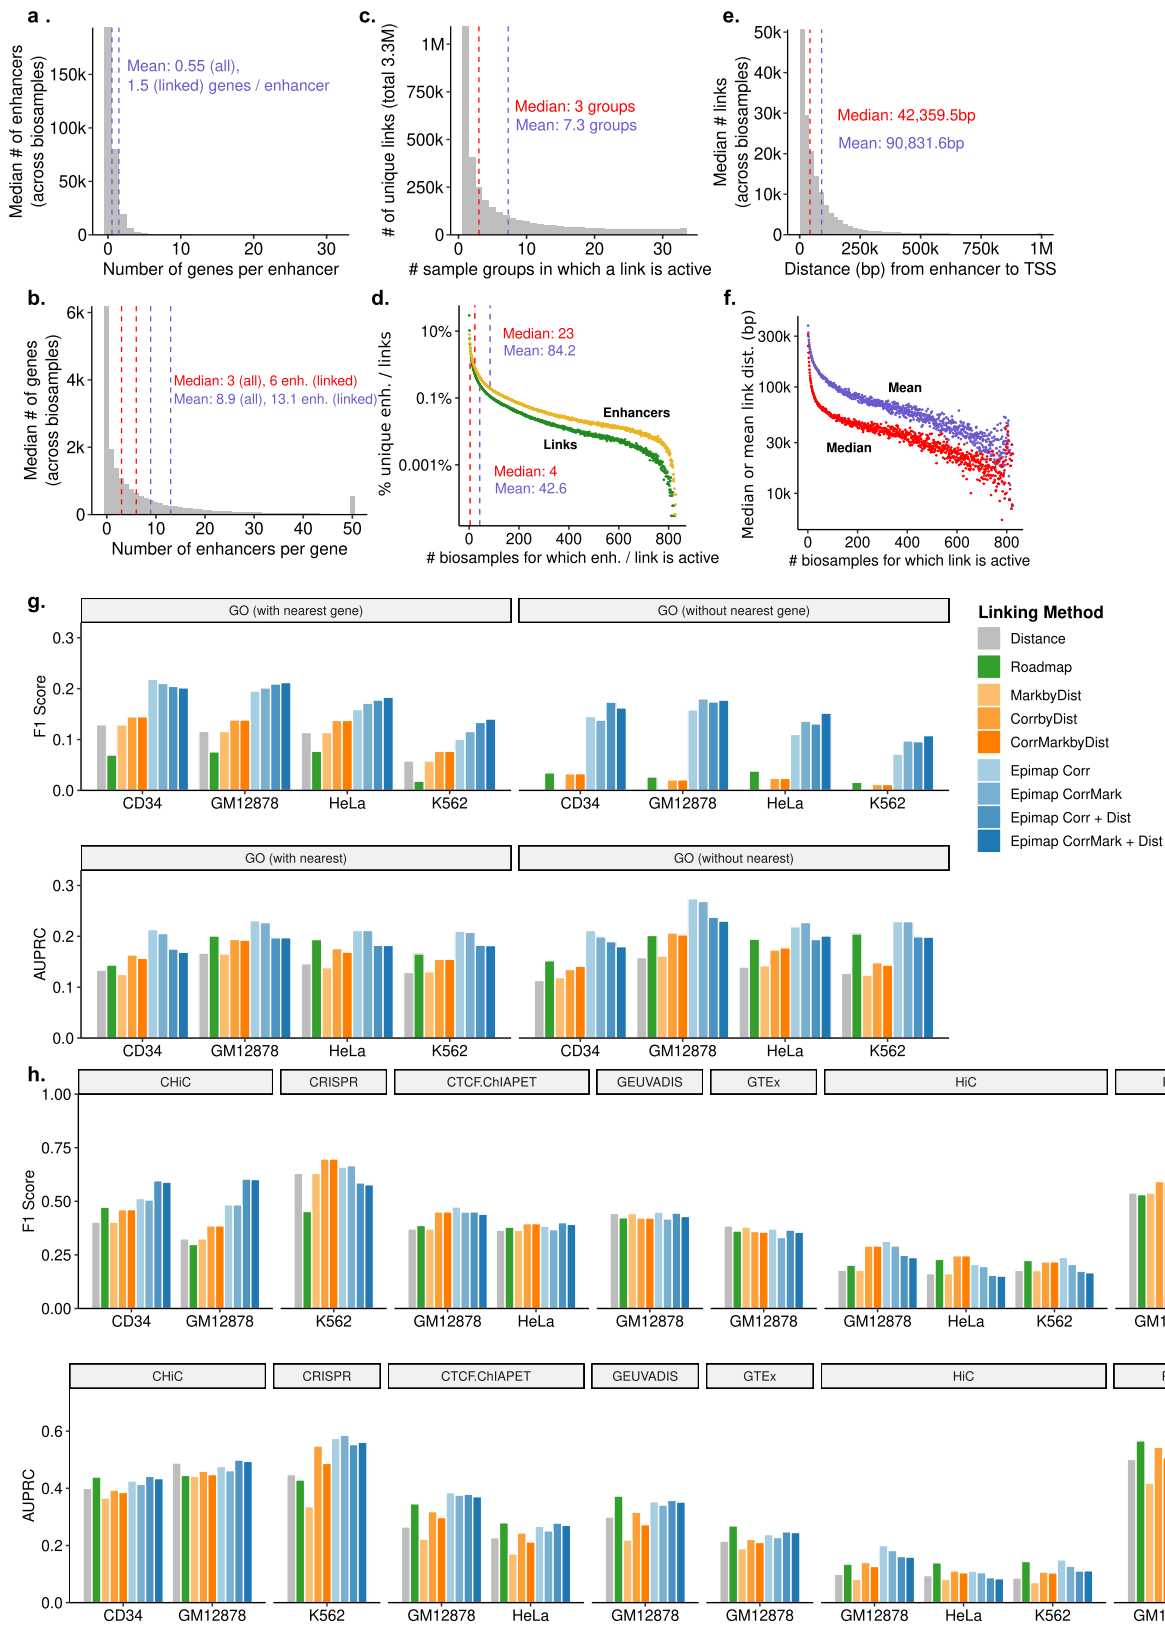 a .
Median # of enhancers
(across biosamples)
150k
100k
50k
0
Mean: 0.55 (all),
1.5 (linked) genes / enhancer
0 10 20 30
Number of genes per enhancer
c.
# of unique links (total 3.3M)
1M
750k
500k
250k
0
Median: 3 groups
Mean: 7.3 groups
0 10 20 30
# sample groups in which a link is active
e.
Median # links
(across biosamples)
50k
40k
30k
20k
10k
0
Median: 42,359.5bp
Mean: 90,831.6bp
0 250k 500k 750k 1M
Distance (bp) from enhancer to TSS
b.
Median # of genes
(across biosamples)
6k
4k
2k
0
Median: 3 (all), 6 enh. (linked)
Mean: 8.9 (all), 13.1 enh. (linked)
0 10 20 30 40 50
Number of enhancers per gene
d.
% unique enh. / links
10%
0.1%
0.001%
Median: 23
Mean: 84.2
Enhancers
Links
Median: 4
Mean: 42.6
0 200 400 600 800
# biosamples for which enh. / link is active
f.
Median or mean link dist. (bp)
300k
100k
30k
10k
Mean
Median
0 200 400 600 800
# biosamples for which link is active
g.
GO (with nearest gene) GO (without nearest gene)
F1 Score
0.3
0.2
0.1
0.0
CD34 GM12878 HeLa K562 CD34 GM12878 HeLa K562
Linking Method
Distance
Roadmap
MarkbyDist
CorrbyDist
CorrMarkbyDist
Epimap Corr
Epimap CorrMark
Epimap Corr + Dist
Epimap CorrMark + Dist
GO (with nearest) GO (without nearest)
AUPRC
0.3
0.2
0.1
0.0
CD34 GM12878 HeLa K562 CD34 GM12878 HeLa K562
h.
CHiC CRISPR CTCF.ChIAPET GEUVADIS GTEx HiC
F1 Score
1.00
0.75
0.50
0.25
0.00
CD34 GM12878 K562 GM12878 HeLa GM12878 GM12878 GM12878 HeLa K562 GM1
CHiC CRISPR CTCF.ChIAPET GEUVADIS GTEx HiC
AUPRC
0.6
0.4
0.2
0.0
CD34 GM12878 K562 GM12878 HeLa GM12878 GM12878 GM12878 HeLa K562 GM1